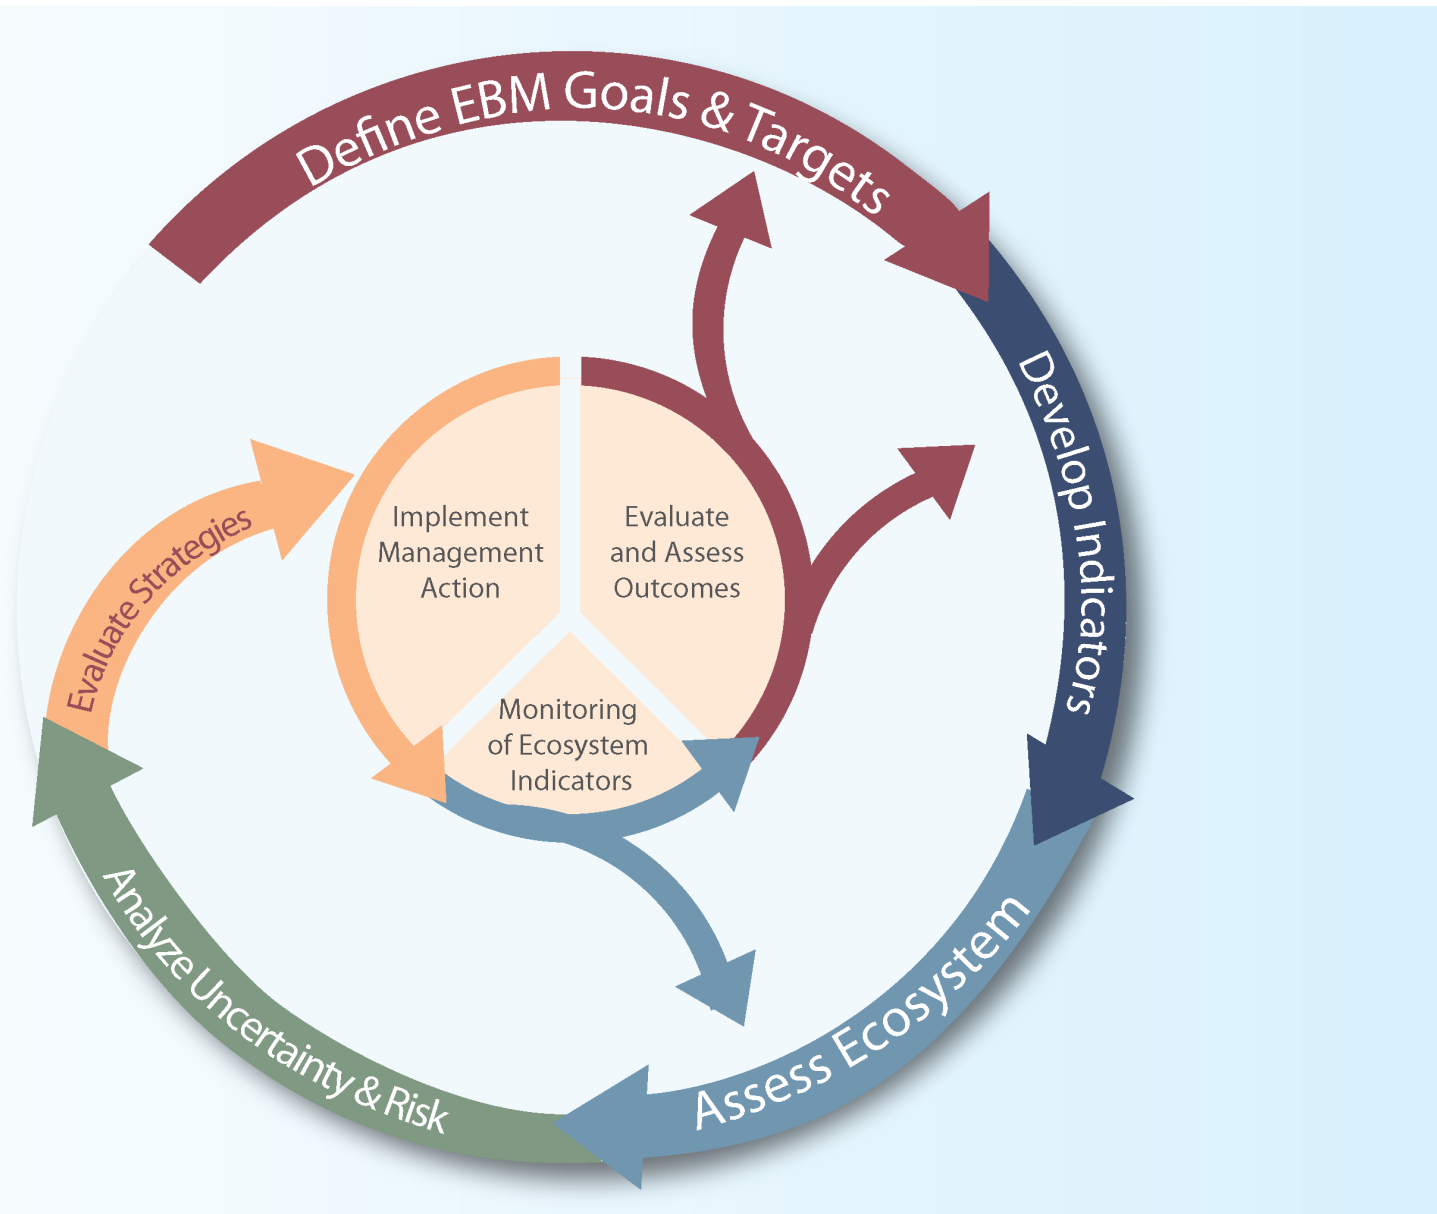 Define EBM Goals & Targets
Develop Indicators
Assess Ecosystem
Analyze Uncertainty & Risk
Evaluate Strategies
Implement
Management
Action
Evaluate
and Assess
Outcomes
Monitoring
of Ecosystem
Indicators